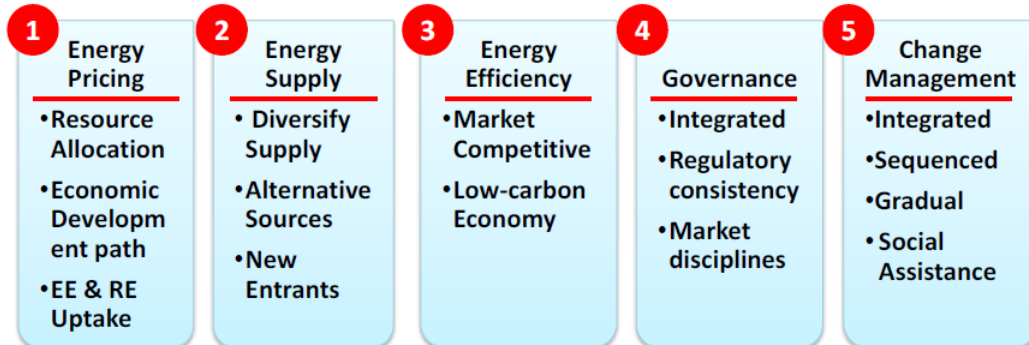 1
Energy
Pricing
•Resource
Allocation
•Economic
Developm
ent path
•EE & RE
Uptake
2
Energy
Supply
• Diversify
Supply
•Alternative
Sources
•New
Entrants
3
Energy
Efficiency
•Market
Competitive
•Low-carbon
Economy
4
Governance
•Integrated
•Regulatory
consistency
•Market
disciplines
5
Change
Management
•Integrated
•Sequenced
•Gradual
• Social
Assistance